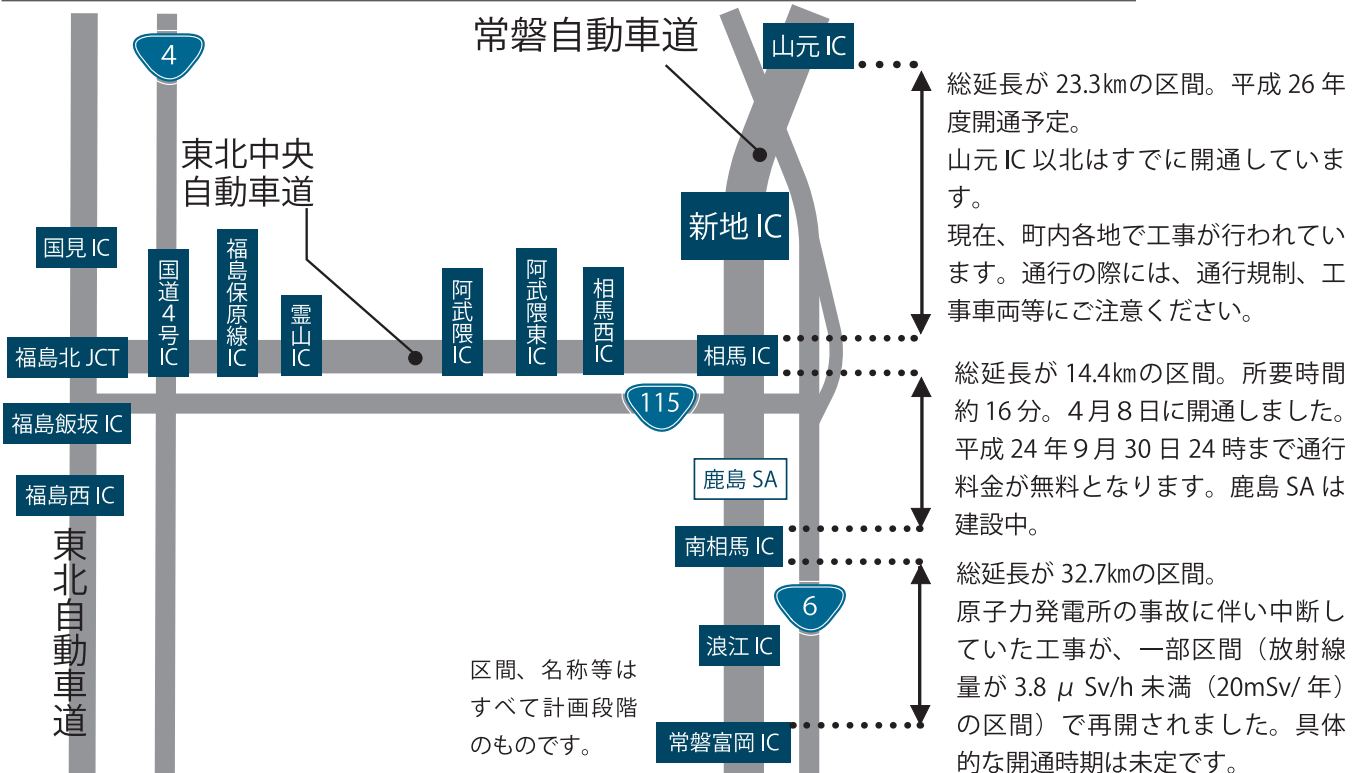 常磐自動車道
山元 IC
4
東北中央
自動車道
国見 IC
国道4号IC
福島保原線IC
霊山IC
阿武隈IC
阿武隈東IC
相馬西IC
新地 IC
福島北 JCT
相馬 IC
115
福島飯坂 IC
福島西 IC
鹿島 SA
南相馬 IC
東北自動車道
6
浪江 IC
常磐富岡 IC
区間、名称等は
すべて計画段階
のものです。
総延長が 23.3㎞の区間。平成 26 年
度開通予定。
山元 IC 以北はすでに開通していま
す。
現在、町内各地で工事が行われてい
ます。通行の際には、通行規制、工
事車両等にご注意ください。
総延長が 14.4㎞の区間。所要時間
約 16 分。4月8日に開通しました。
平成 24 年9月 30 日 24 時まで通行
料金が無料となります。鹿島 SA は
建設中。
総延長が 32.7㎞の区間。
原子力発電所の事故に伴い中断し
ていた工事が、一部区間（放射線
量が 3.8 μ Sv/h 未満（20mSv/ 年）
の区間）で再開されました。具体
的な開通時期は未定です。